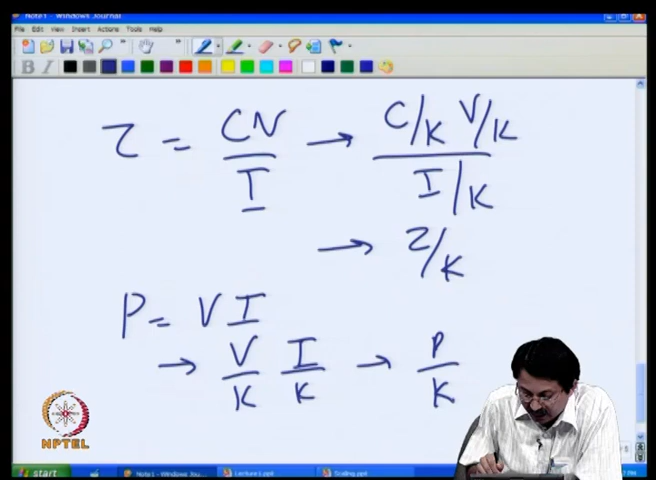 Note1 - Windows Journal
File Edit View Insert Actions Tools Help
B I
τ = CV/I → C/K V/K / I/K
→ τ/K
P = VI
→ V/K I/K → P/K
NPTEL
start Note1 - Windows Jou... Lecture1.ppt Scaling.ppt